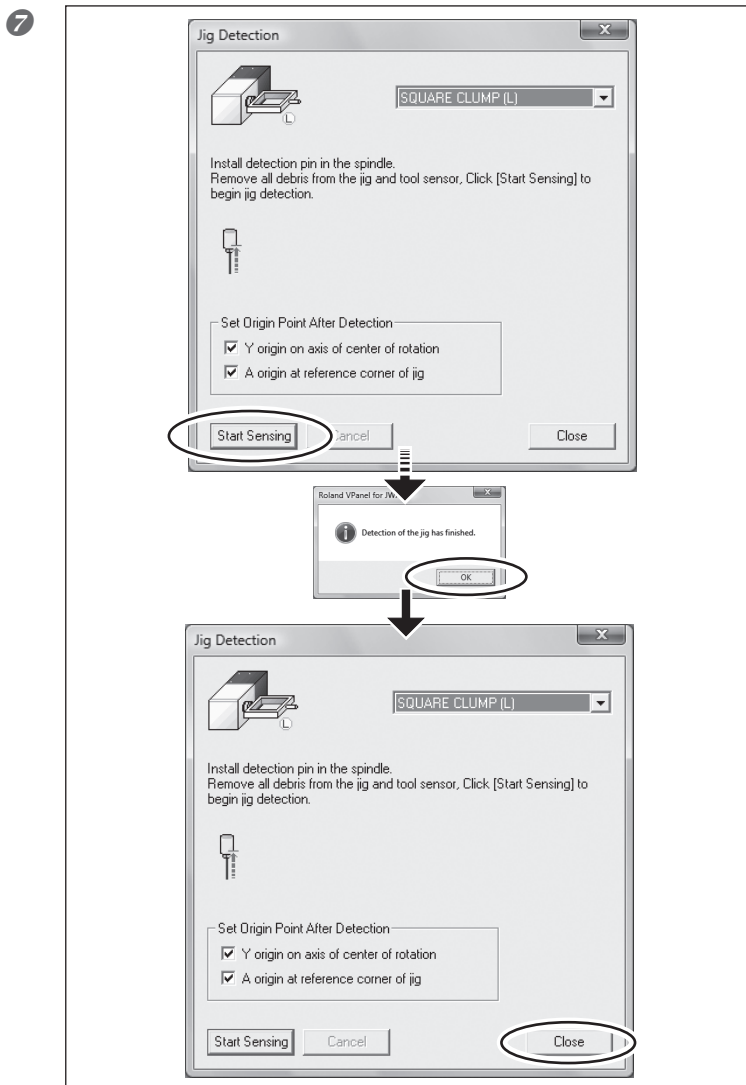 7
Jig Detection
SQUARE CLUMP (L)
L
Install detection pin in the spindle.
Remove all debris from the jig and tool sensor, Click [Start Sensing] to
begin jig detection.
Set Origin Point After Detection
Y origin on axis of center of rotation
A origin at reference corner of jig
Start Sensing
Cancel
Close
Roland VPanel for JW
Detection of the jig has finished.
OK
Jig Detection
SQUARE CLUMP (L)
L
Install detection pin in the spindle.
Remove all debris from the jig and tool sensor, Click [Start Sensing] to
begin jig detection.
Set Origin Point After Detection
Y origin on axis of center of rotation
A origin at reference corner of jig
Start Sensing
Cancel
Close